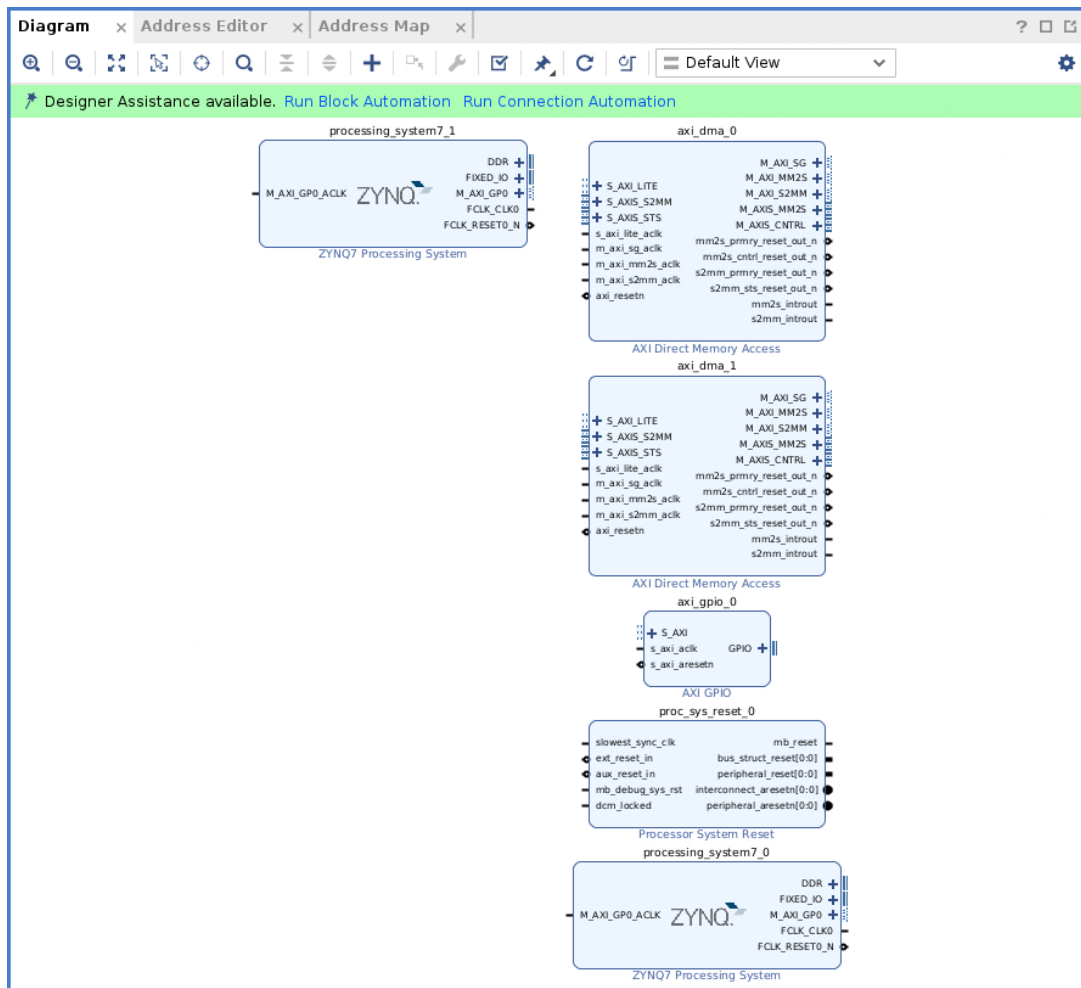 Diagram × Address Editor × Address Map × ?
Default View
Designer Assistance available. Run Block Automation Run Connection Automation
processing_system7_1
DDR
FIXED_IO
M_AXI_GP0_ACLK ZYNQ. M_AXI_GP0
FCLK_CLK0
FCLK_RESET0_N
ZYNQ7 Processing System
axi_dma_0
M_AXI_SG
M_AXI_MM2S
S_AXI_LITE M_AXI_S2MM
S_AXIS_S2MM M_AXIS_MM2S
S_AXIS_STS M_AXIS_CNTRL
s_axi_lite_aclk mm2s_prmry_reset_out_n
m_axi_sg_aclk mm2s_cntrl_reset_out_n
m_axi_mm2s_aclk s2mm_prmry_reset_out_n
m_axi_s2mm_aclk s2mm_sts_reset_out_n
axi_resetn mm2s_introut
s2mm_introut
AXI Direct Memory Access
axi_dma_1
M_AXI_SG
M_AXI_MM2S
S_AXI_LITE M_AXI_S2MM
S_AXIS_S2MM M_AXIS_MM2S
S_AXIS_STS M_AXIS_CNTRL
s_axi_lite_aclk mm2s_prmry_reset_out_n
m_axi_sg_aclk mm2s_cntrl_reset_out_n
m_axi_mm2s_aclk s2mm_prmry_reset_out_n
m_axi_s2mm_aclk s2mm_sts_reset_out_n
axi_resetn mm2s_introut
s2mm_introut
AXI Direct Memory Access
axi_gpio_0
S_AXI
s_axi_aclk GPIO
s_axi_aresetn
AXI GPIO
proc_sys_reset_0
slowest_sync_clk mb_reset
ext_reset_in bus_struct_reset[0:0]
aux_reset_in peripheral_reset[0:0]
mb_debug_sys_rst interconnect_aresetn[0:0]
dcm_locked peripheral_aresetn[0:0]
Processor System Reset
processing_system7_0
DDR
FIXED_IO
M_AXI_GP0_ACLK ZYNQ. M_AXI_GP0
FCLK_CLK0
FCLK_RESET0_N
ZYNQ7 Processing System